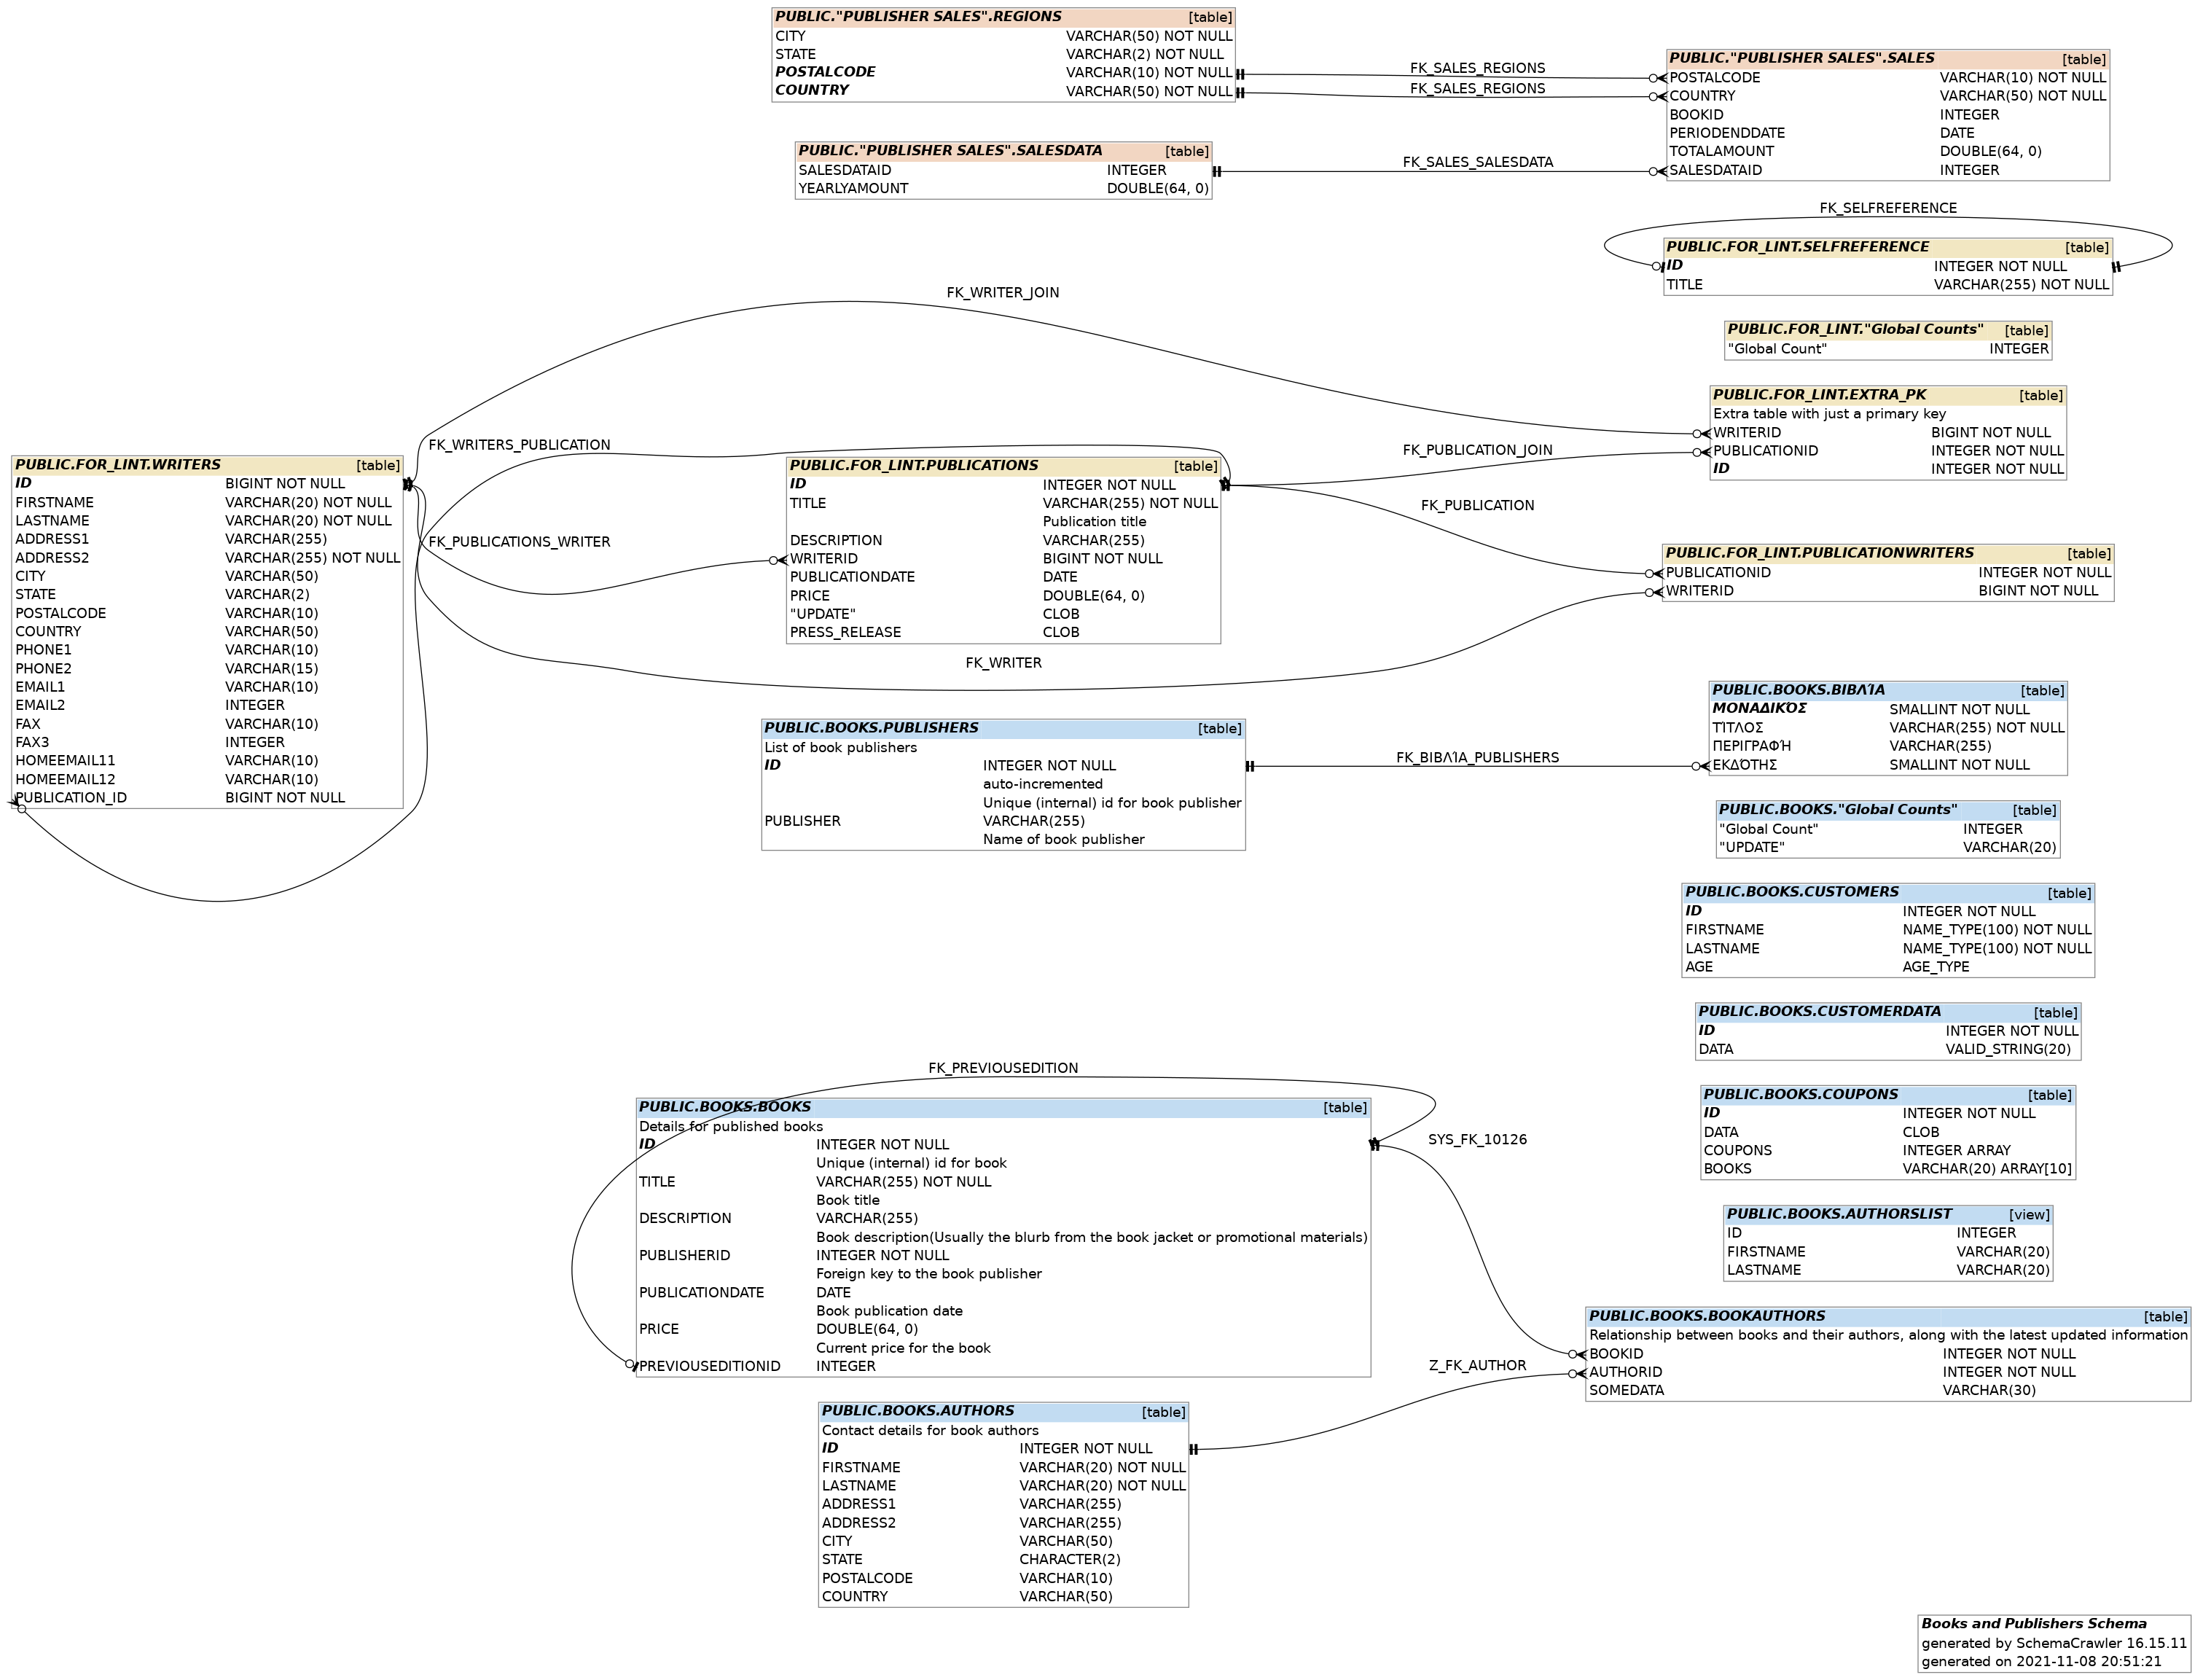 PUBLIC."PUBLISHER SALES".REGIONS [table]
CITY VARCHAR(50) NOT NULL
STATE VARCHAR(2) NOT NULL
POSTALCODE VARCHAR(10) NOT NULL
COUNTRY VARCHAR(50) NOT NULL
FK_SALES_REGIONS
FK_SALES_REGIONS
PUBLIC."PUBLISHER SALES".SALES [table]
POSTALCODE VARCHAR(10) NOT NULL
COUNTRY VARCHAR(50) NOT NULL
BOOKID INTEGER
PERIODENDDATE DATE
TOTALAMOUNT DOUBLE(64, 0)
SALESDATAID INTEGER
PUBLIC."PUBLISHER SALES".SALESDATA [table]
SALESDATAID INTEGER
YEARLYAMOUNT DOUBLE(64, 0)
FK_SALES_SALESDATA
FK_SELFREFERENCE
PUBLIC.FOR_LINT.SELFREFERENCE [table]
ID INTEGER NOT NULL
TITLE VARCHAR(255) NOT NULL
FK_WRITER_JOIN
PUBLIC.FOR_LINT."Global Counts" [table]
"Global Count" INTEGER
PUBLIC.FOR_LINT.EXTRA_PK [table]
Extra table with just a primary key
WRITERID BIGINT NOT NULL
PUBLICATIONID INTEGER NOT NULL
ID INTEGER NOT NULL
FK_WRITERS_PUBLICATION
FK_PUBLICATION_JOIN
FK_PUBLICATION
FK_PUBLICATIONS_WRITER
FK_WRITER
PUBLIC.FOR_LINT.WRITERS [table]
ID BIGINT NOT NULL
FIRSTNAME VARCHAR(20) NOT NULL
LASTNAME VARCHAR(20) NOT NULL
ADDRESS1 VARCHAR(255)
ADDRESS2 VARCHAR(255) NOT NULL
CITY VARCHAR(50)
STATE VARCHAR(2)
POSTALCODE VARCHAR(10)
COUNTRY VARCHAR(50)
PHONE1 VARCHAR(10)
PHONE2 VARCHAR(15)
EMAIL1 VARCHAR(10)
EMAIL2 INTEGER
FAX VARCHAR(10)
FAX3 INTEGER
HOMEEMAIL11 VARCHAR(10)
HOMEEMAIL12 VARCHAR(10)
PUBLICATION_ID BIGINT NOT NULL
PUBLIC.FOR_LINT.PUBLICATIONS [table]
ID INTEGER NOT NULL
TITLE VARCHAR(255) NOT NULL
Publication title
DESCRIPTION VARCHAR(255)
WRITERID BIGINT NOT NULL
PUBLICATIONDATE DATE
PRICE DOUBLE(64, 0)
"UPDATE" CLOB
PRESS_RELEASE CLOB
PUBLIC.FOR_LINT.PUBLICATIONWRITERS [table]
PUBLICATIONID INTEGER NOT NULL
WRITERID BIGINT NOT NULL
PUBLIC.BOOKS.PUBLISHERS [table]
List of book publishers
ID INTEGER NOT NULL
auto-incremented
Unique (internal) id for book publisher
PUBLISHER VARCHAR(255)
Name of book publisher
FK_ΒΙΒΛΊΑ_PUBLISHERS
PUBLIC.BOOKS.ΒΙΒΛΊΑ [table]
ΜΟΝΑΔΙΚΌΣ SMALLINT NOT NULL
ΤΊΤΛΟΣ VARCHAR(255) NOT NULL
ΠΕΡΙΓΡΑΦΉ VARCHAR(255)
ΕΚΔΌΤΗΣ SMALLINT NOT NULL
PUBLIC.BOOKS."Global Counts" [table]
"Global Count" INTEGER
"UPDATE" VARCHAR(20)
PUBLIC.BOOKS.CUSTOMERS [table]
ID INTEGER NOT NULL
FIRSTNAME NAME_TYPE(100) NOT NULL
LASTNAME NAME_TYPE(100) NOT NULL
AGE AGE_TYPE
PUBLIC.BOOKS.CUSTOMERDATA [table]
ID INTEGER NOT NULL
DATA VALID_STRING(20)
PUBLIC.BOOKS.COUPONS [table]
ID INTEGER NOT NULL
DATA CLOB
COUPONS INTEGER ARRAY
BOOKS VARCHAR(20) ARRAY[10]
PUBLIC.BOOKS.AUTHORSLIST [view]
ID INTEGER
FIRSTNAME VARCHAR(20)
LASTNAME VARCHAR(20)
FK_PREVIOUSEDITION
PUBLIC.BOOKS.BOOKS [table]
Details for published books
ID INTEGER NOT NULL
Unique (internal) id for book
TITLE VARCHAR(255) NOT NULL
Book title
DESCRIPTION VARCHAR(255)
Book description(Usually the blurb from the book jacket or promotional materials)
PUBLISHERID INTEGER NOT NULL
Foreign key to the book publisher
PUBLICATIONDATE DATE
Book publication date
PRICE DOUBLE(64, 0)
Current price for the book
PREVIOUSEDITIONID INTEGER
SYS_FK_10126
Z_FK_AUTHOR
PUBLIC.BOOKS.BOOKAUTHORS [table]
Relationship between books and their authors, along with the latest updated information
BOOKID INTEGER NOT NULL
AUTHORID INTEGER NOT NULL
SOMEDATA VARCHAR(30)
PUBLIC.BOOKS.AUTHORS [table]
Contact details for book authors
ID INTEGER NOT NULL
FIRSTNAME VARCHAR(20) NOT NULL
LASTNAME VARCHAR(20) NOT NULL
ADDRESS1 VARCHAR(255)
ADDRESS2 VARCHAR(255)
CITY VARCHAR(50)
STATE CHARACTER(2)
POSTALCODE VARCHAR(10)
COUNTRY VARCHAR(50)
Books and Publishers Schema
generated by SchemaCrawler 16.15.11
generated on 2021-11-08 20:51:21